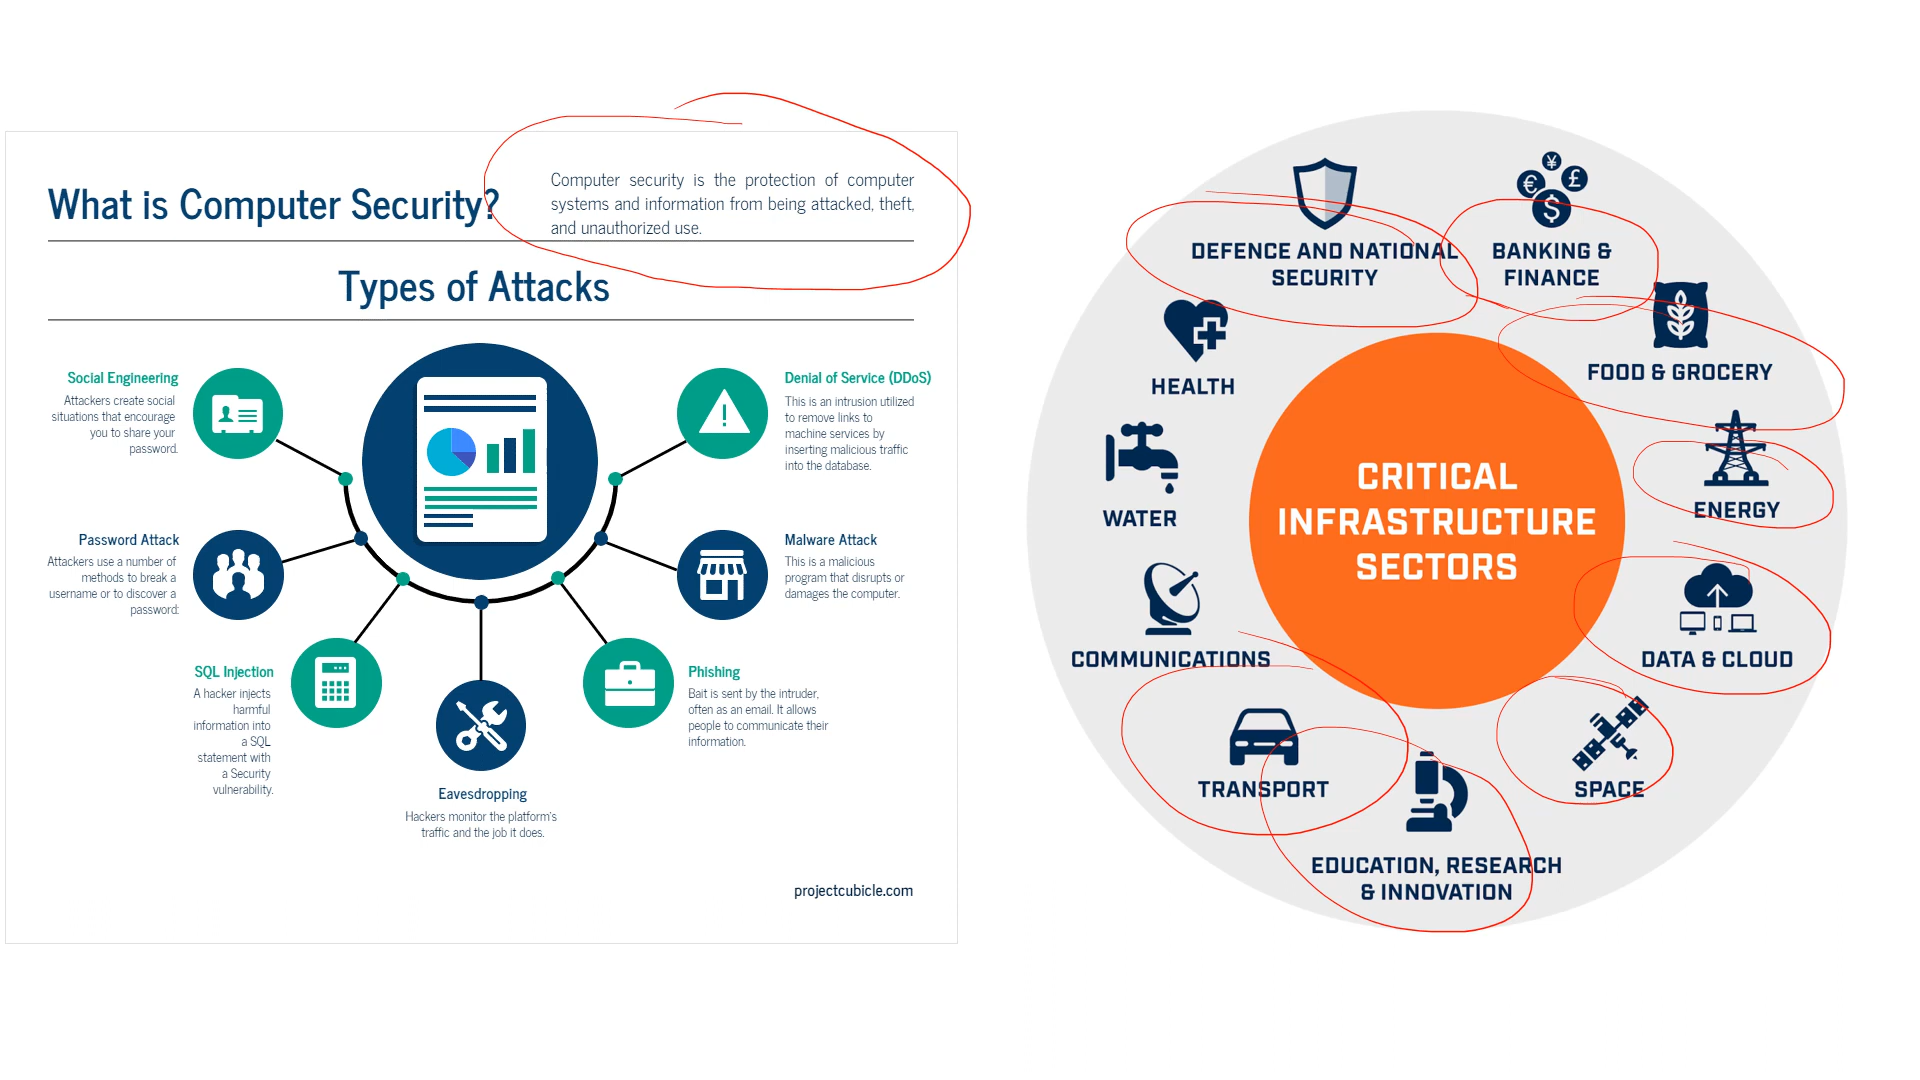 What is Computer Security?
Computer security is the protection of computer
systems and information from being attacked, theft,
and unauthorized use.
Types of Attacks
Social Engineering
Attackers create social
situations that encourage
you to share your
password.
Password Attack
Attackers use a number of
methods to break a
username or to discover a
password:
SQL Injection
A hacker injects
harmful
information into
a SQL
statement with
a Security
vulnerability.
Eavesdropping
Hackers monitor the platform's
traffic and the job it does.
Phishing
Bait is sent by the intruder,
often as an email. It allows
people to communicate their
information.
Malware Attack
This is a malicious
program that disrupts or
damages the computer.
Denial of Service (DDoS)
This is an intrusion utilized
to remove links to
machine services by
inserting malicious traffic
into the database.
projectcubicle.com
CRITICAL
INFRASTRUCTURE
SECTORS
DEFENCE AND NATIONAL
SECURITY
¥
€
£
$
BANKING &
FINANCE
FOOD & GROCERY
ENERGY
DATA & CLOUD
SPACE
EDUCATION, RESEARCH
& INNOVATION
TRANSPORT
COMMUNICATIONS
WATER
HEALTH